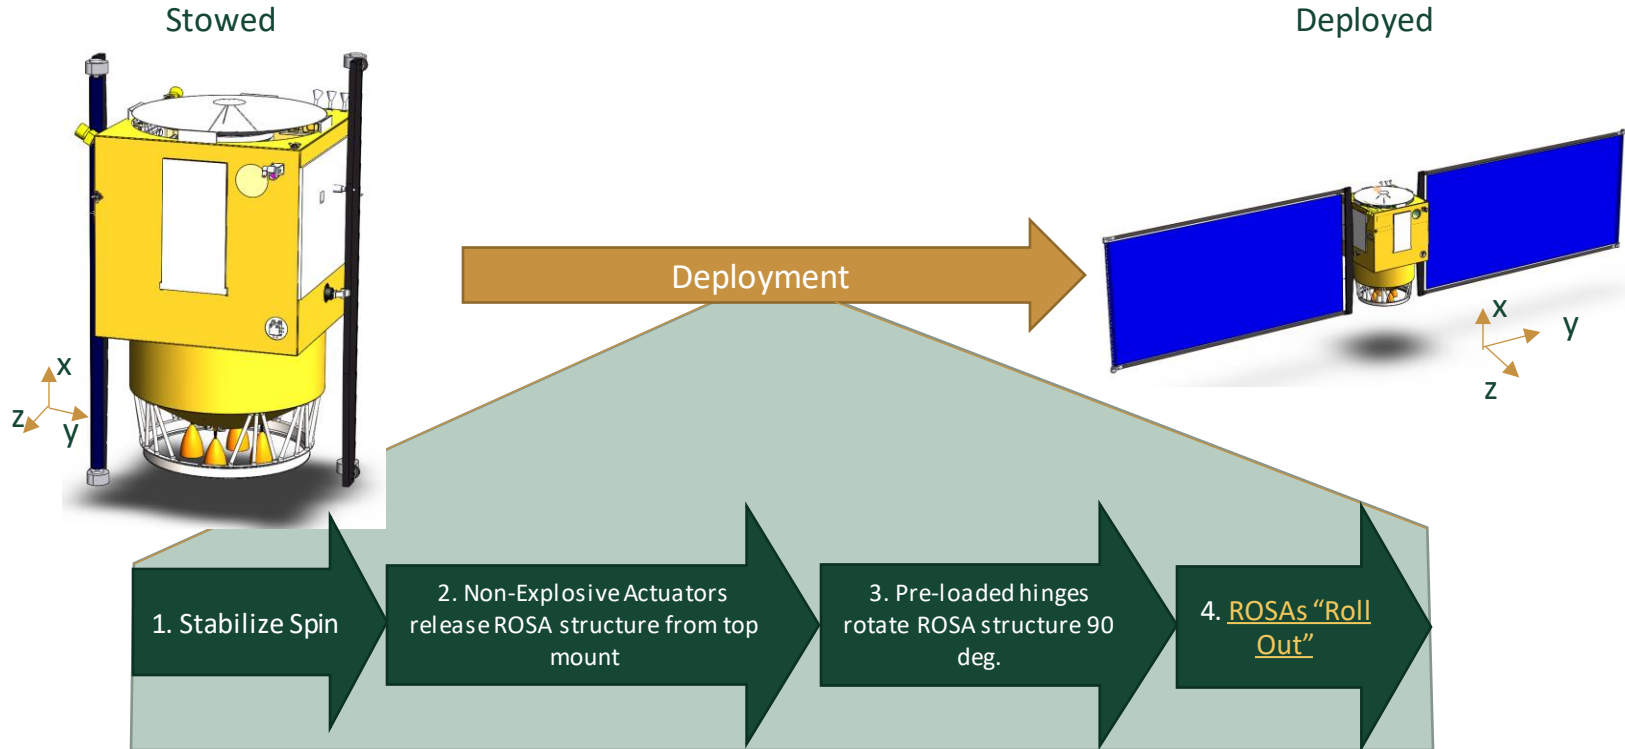 Stowed
Deployed
Deployment
x
z
y
x
y
z
1. Stabilize Spin
2. Non-Explosive Actuators
release ROSA structure from top
mount
3. Pre-loaded hinges
rotate ROSA structure 90
deg.
4. ROSAs “Roll
Out”